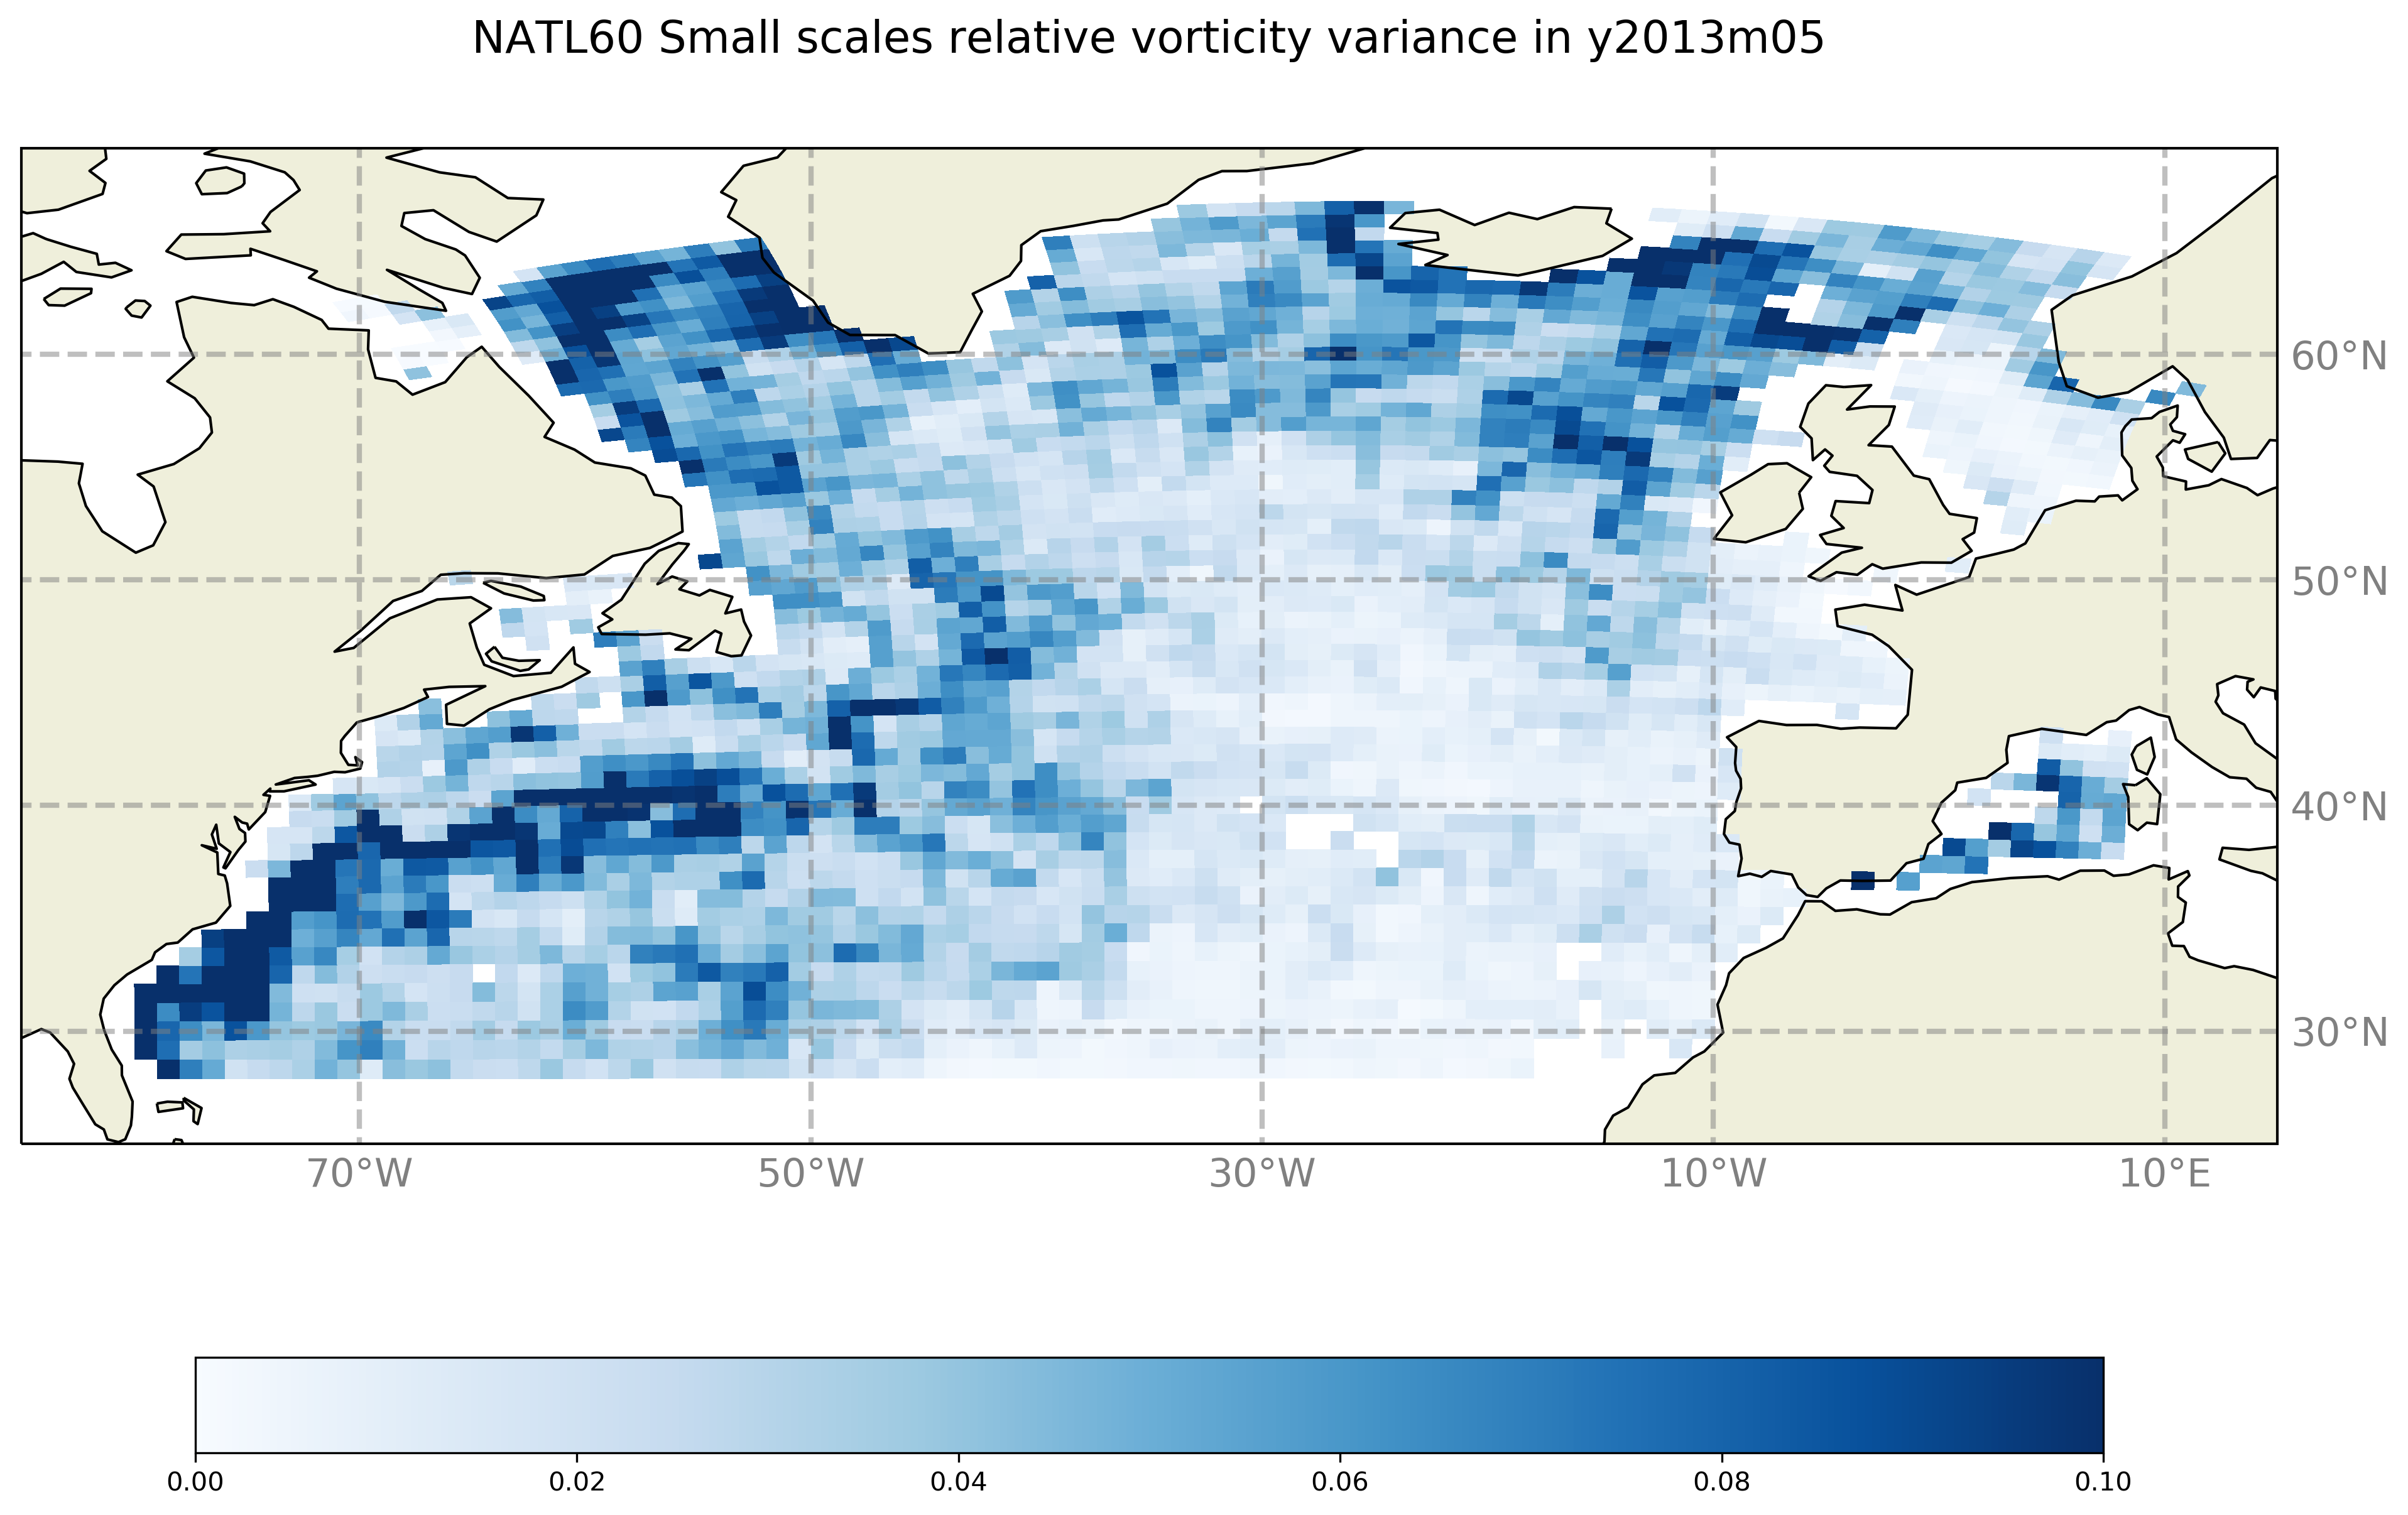 NATL60 Small scales relative vorticity variance in y2013m05
60°N
50°N
40°N
30°N
70°W 50°W 30°W 10°W 10°E
0.00 0.02 0.04 0.06 0.08 0.10